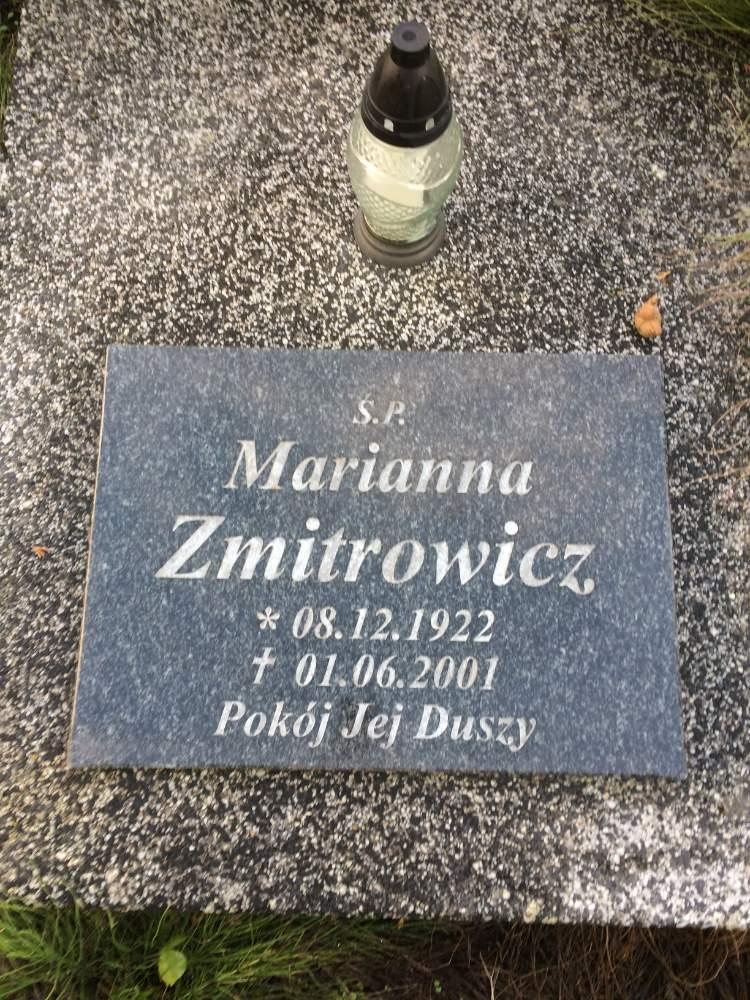 Ś.P.
Marianna
Zmitrowicz
* 08.12.1922
† 01.06.2001
Pokój Jej Duszy